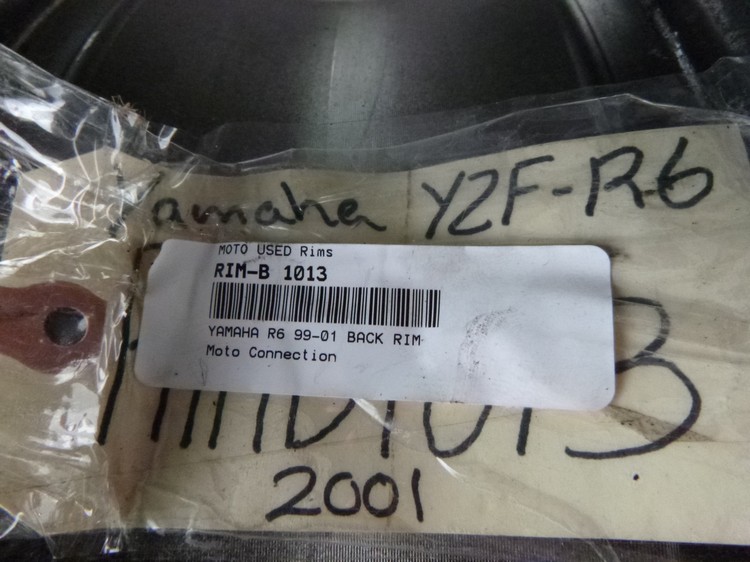 Yamaha YZF-R6
MOTO USED Rims
RIM-B 1013
YAMAHA R6 99-01 BACK RIM
Moto Connection
2001